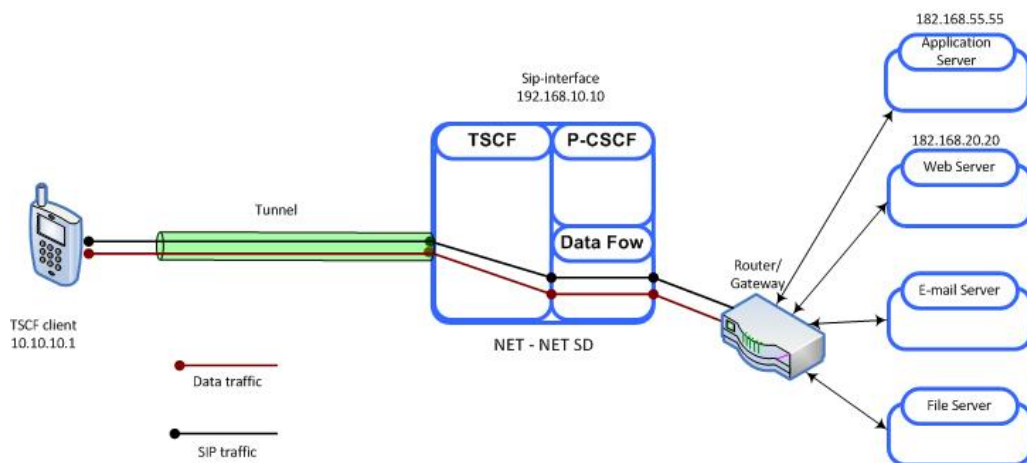 182.168.55.55
Application
Server
Sip-interface
192.168.10.10
TSCF
P-CSCF
182.168.20.20
Web Server
Tunnel
Data Fow
Router/
Gateway
E-mail Server
TSCF client
10.10.10.1
NET - NET SD
Data traffic
File Server
SIP traffic